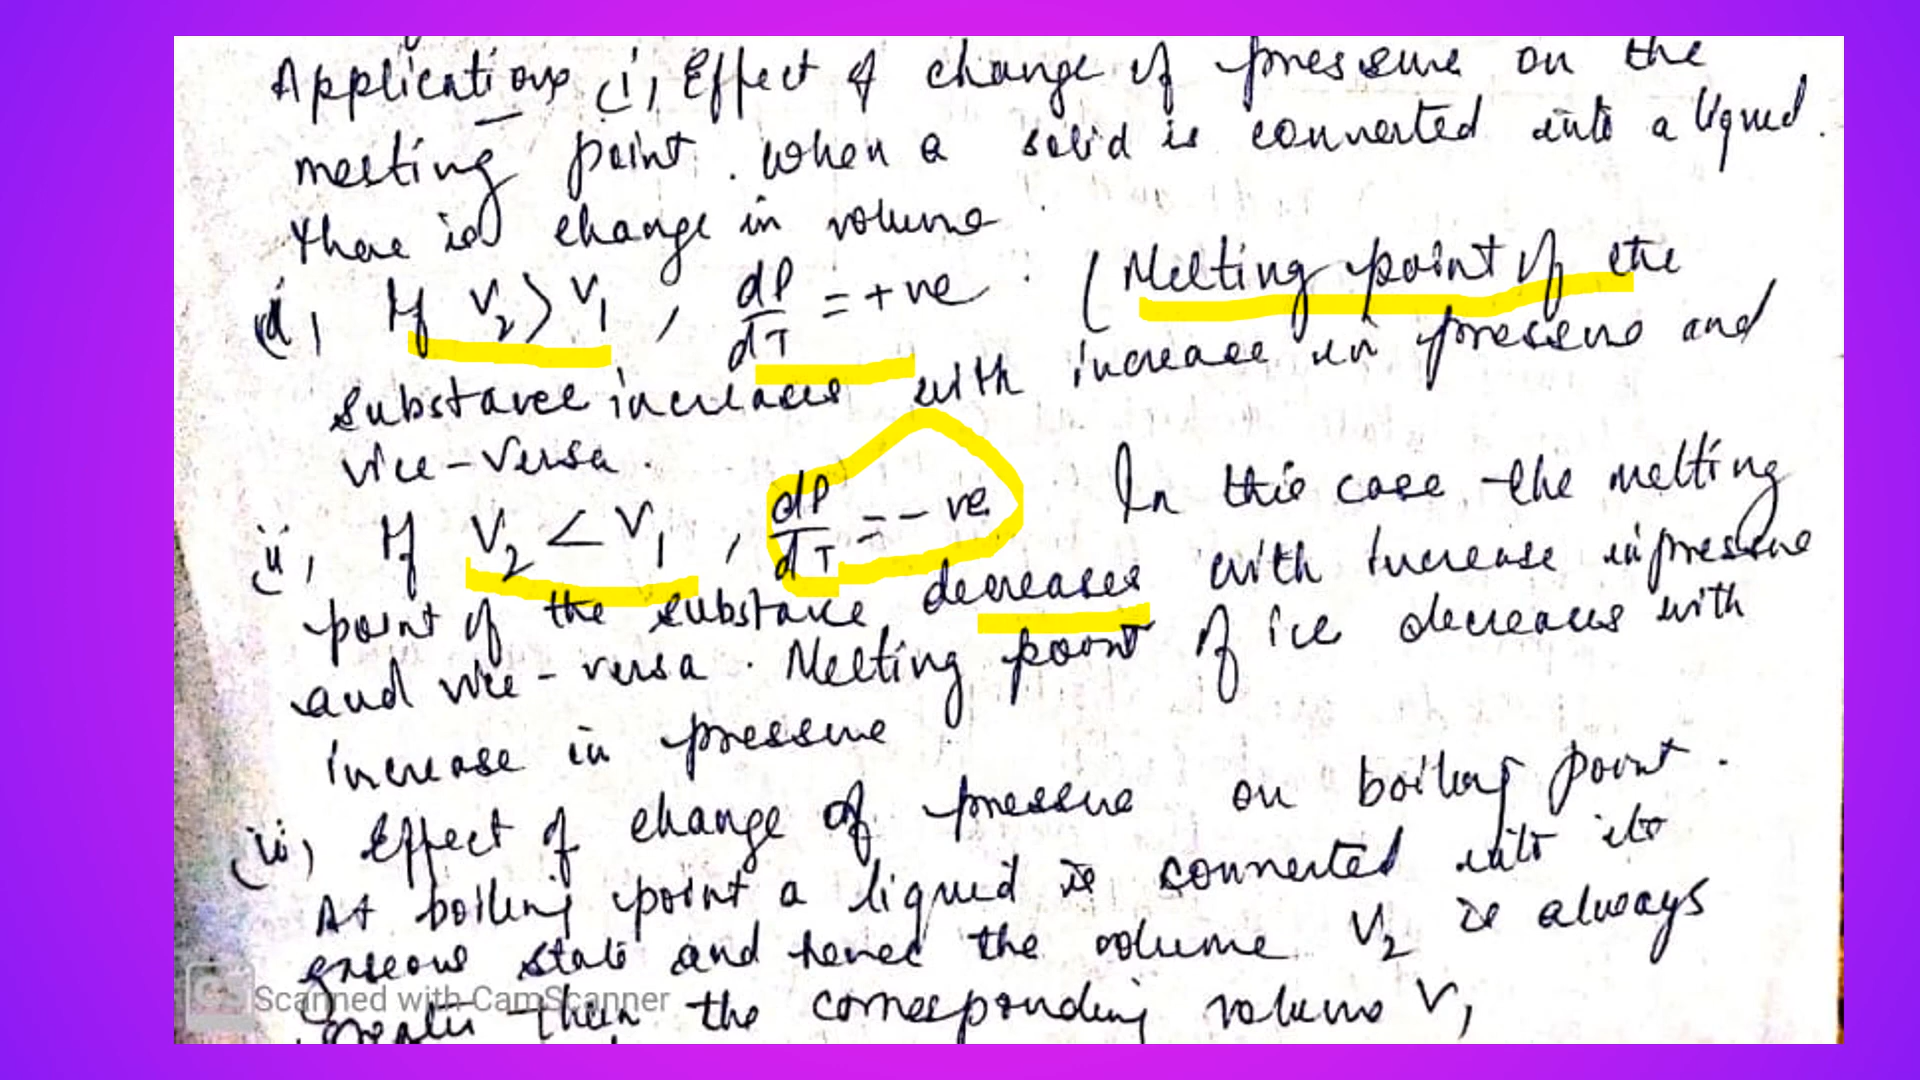 Applications (i) Effect of change of pressure on the
melting point. When a solid is converted into a liquid.
there is change in volume
(i) If V₂ > V₁, dP/dT = +ve. (Melting point of the
substance increases with increase in pressure and
vice-versa.
(ii) If V₂ < V₁, dP/dT = -ve In this case the melting
point of the substance decreases with increase in pressure
and vice-versa. Melting point of ice decreases with
increase in pressure
(ii) Effect of change of pressure on boiling point.
At boiling point a liquid is converted into its
gaseous state and hence the volume V₂ is always
greater than the corresponding volume V₁
Scanned with CamScanner